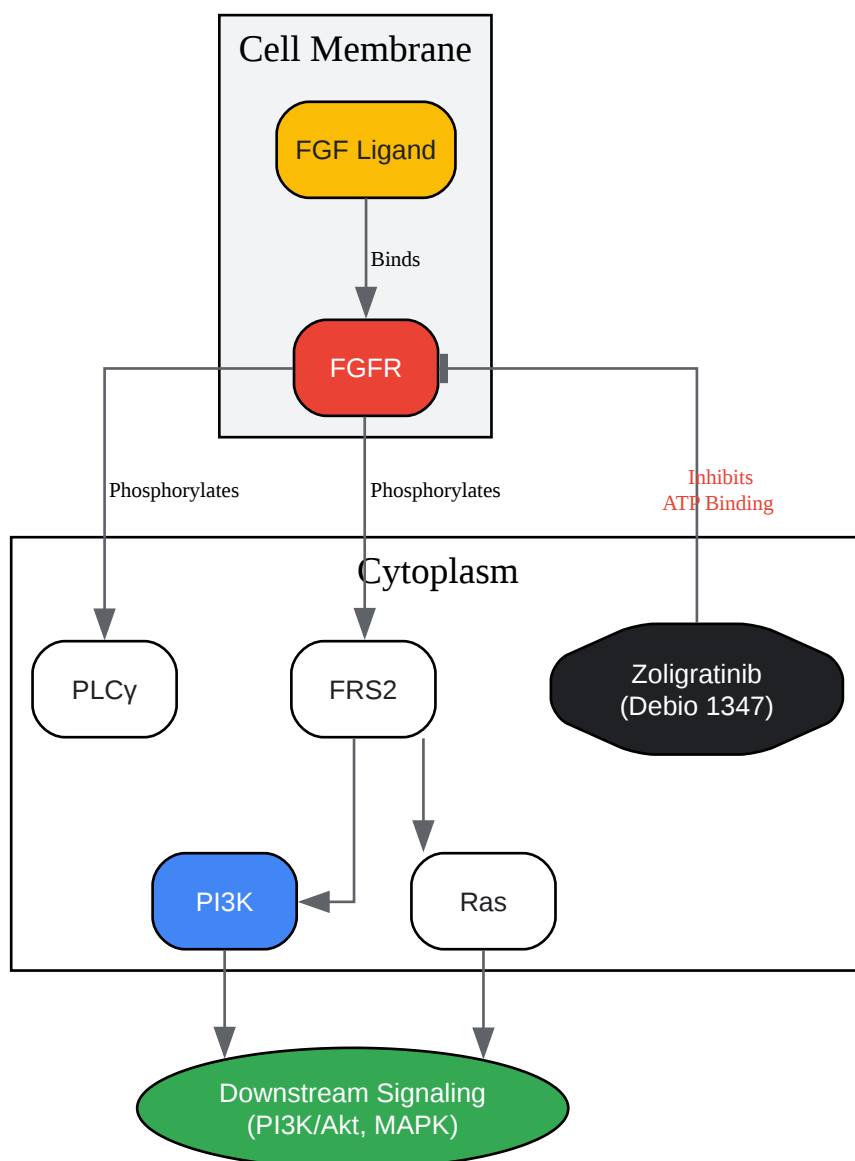 Cell Membrane
FGF Ligand
Binds
FGFR
Phosphorylates
Phosphorylates
Inhibits
ATP Binding
Cytoplasm
PLCγ
FRS2
Zoligratinib
(Debio 1347)
PI3K
Ras
Downstream Signaling
(PI3K/Akt, MAPK)